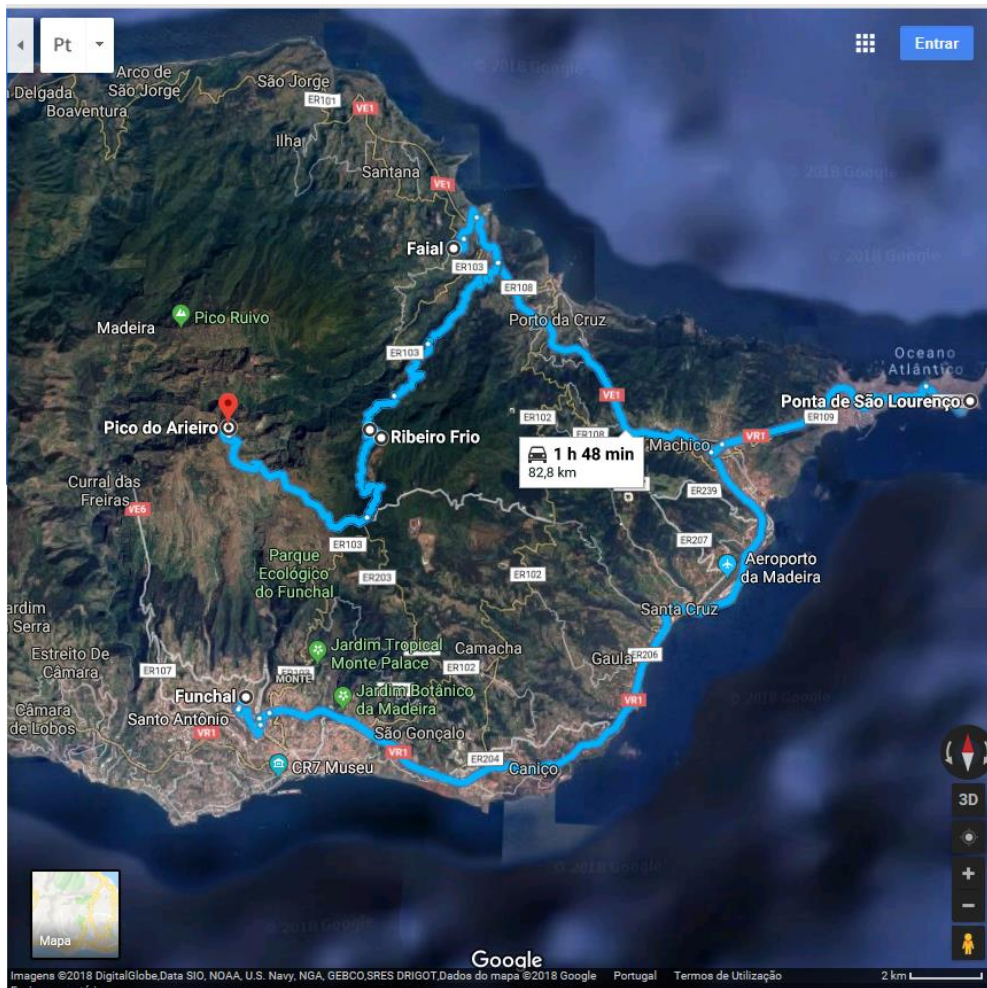 Pt
Entrar
Arco de
São Jorge
São Jorge
a Delgada
Boaventura
ER101
VE1
Ilha
Santana
VE1
© 2018 Google
Faial
ER103
ER108
Porto da Cruz
Madeira
Pico Ruivo
ER103
Oceano
Atlântico
Ponta de São Lourenço
ER109
VE1
ER102
ER108
Pico do Arieiro
Ribeiro Frio
Machico
VR1
1 h 48 min
82,8 km
Curral das
Freiras
VE6
ER239
ER103
ER207
Parque
Ecológico
do Funchal
ER203
ER102
Aeroporto
da Madeira
Santa Cruz
Jardim Tropical
Monte Palace
Camacha
ER102
Gaula
ER206
ardim
a Serra
Estreito De
Câmara
ER107
MONTE
Funchal
Jardim Botânico
da Madeira
Santo António
São Gonçalo
VR1
Câmara
de Lobos
VR1
VR1
ER204
Caniço
CR7 Museu
3D
Mapa
Google
Imagens ©2018 DigitalGlobe,Data SIO, NOAA, U.S. Navy, NGA, GEBCO,SRES DRIGOT,Dados do mapa ©2018 Google Portugal Termos de Utilização 2 km